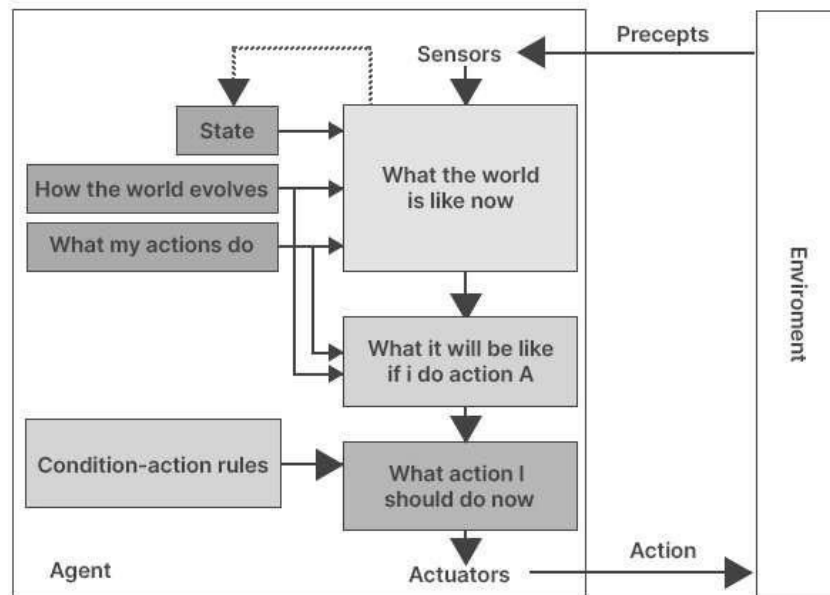 Precepts
Sensors
State
What the world
is like now
How the world evolves
What my actions do
Enviroment
What it will be like
if i do action A
Condition-action rules
What action I
should do now
Agent
Actuators
Action